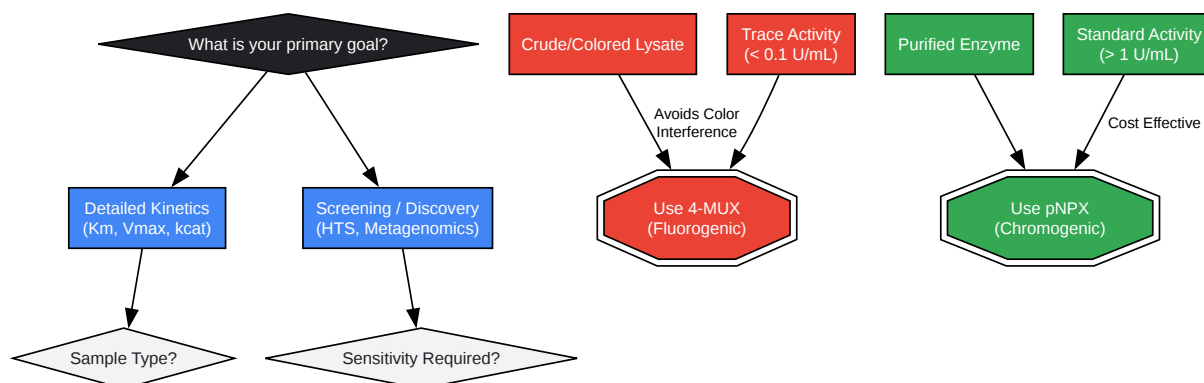 What is your primary goal?
Crude/Colored Lysate
Trace Activity
(< 0.1 U/mL)
Purified Enzyme
Standard Activity
(> 1 U/mL)
Avoids Color
Interference
Cost Effective
Detailed Kinetics
(Km, Vmax, kcat)
Screening / Discovery
(HTS, Metagenomics)
Use 4-MUX
(Fluorogenic)
Use pNPX
(Chromogenic)
Sample Type?
Sensitivity Required?